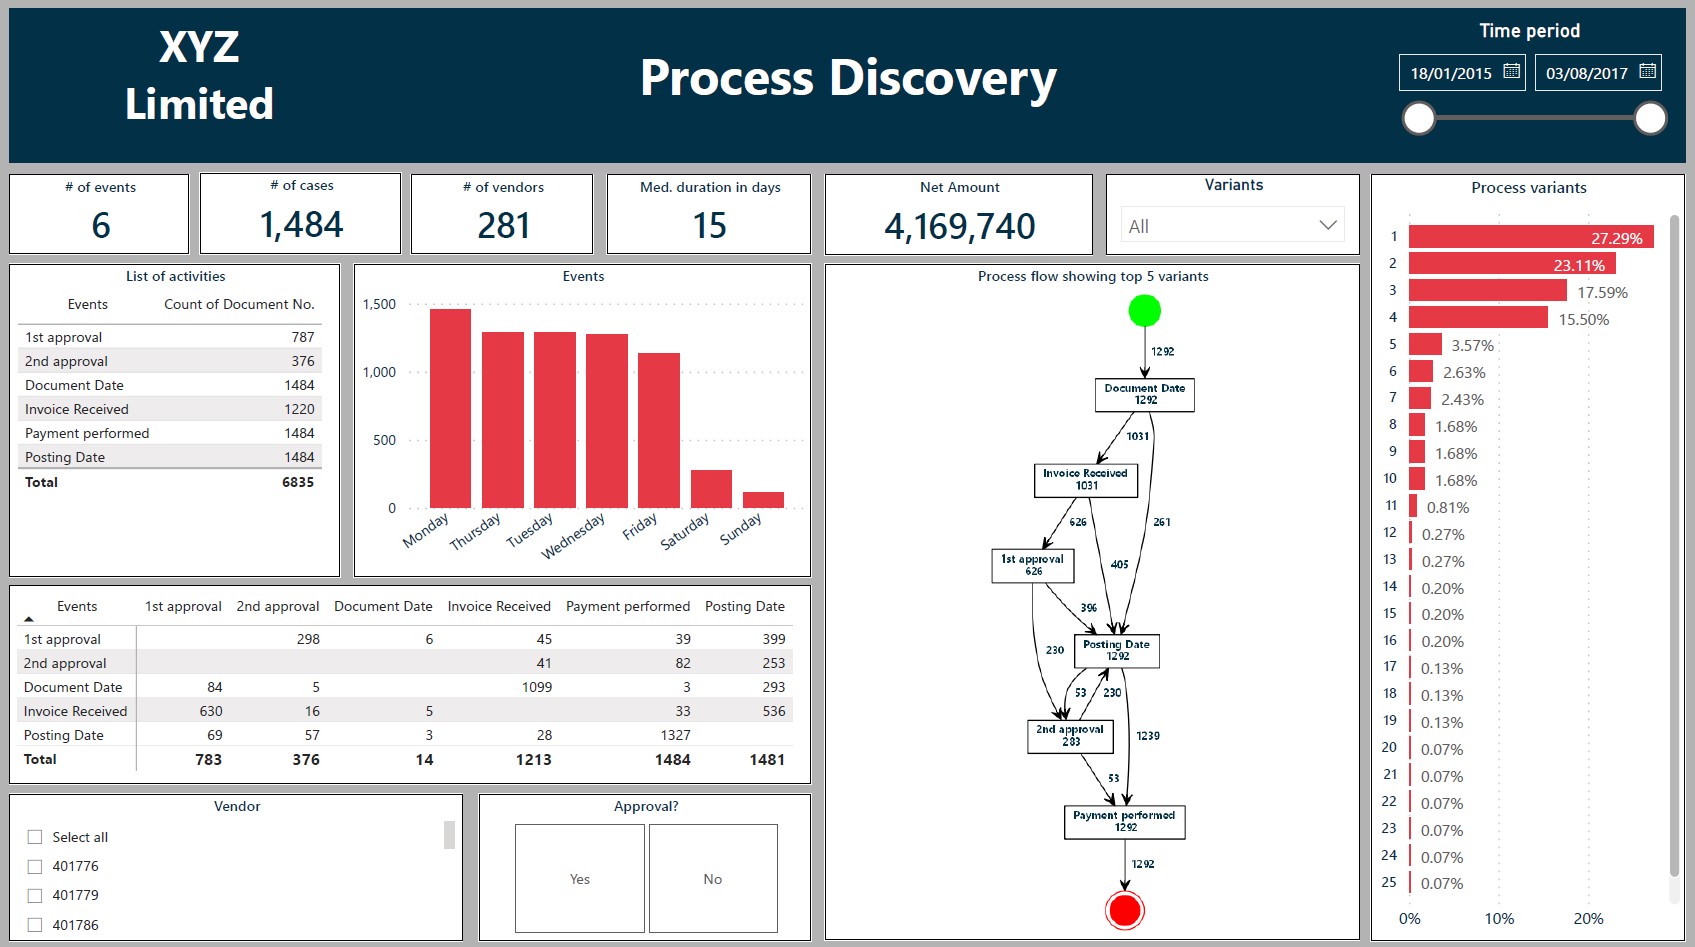 XYZ
Limited
Process Discovery
Time period
18/01/2015 03/08/2017
# of events
6
# of cases
1,484
# of vendors
281
Med. duration in days
15
Net Amount
4,169,740
Variants
All
List of activities
Events Count of Document No.
1st approval 787
2nd approval 376
Document Date 1484
Invoice Received 1220
Payment performed 1484
Posting Date 1484
Total 6835
Events
1,500
1,000
500
0
Monday Thursday Tuesday Wednesday Friday Saturday Sunday
Events 1st approval 2nd approval Document Date Invoice Received Payment performed Posting Date
1st approval 298 6 45 39 399
2nd approval 41 82 253
Document Date 84 5 1099 3 293
Invoice Received 630 16 5 33 536
Posting Date 69 57 3 28 1327
Total 783 376 14 1213 1484 1481
Vendor
Select all
401776
401779
401786
Approval?
Yes No
Process flow showing top 5 variants
1292
Document Date
1292
1031
Invoice Received
1031
626 261
1st approval
626
405
396
Posting Date
1292
230
53 230
2nd approval
283
1239
53
Payment performed
1292
1292
Process variants
1 27.29%
2 23.11%
3 17.59%
4 15.50%
5 3.57%
6 2.63%
7 2.43%
8 1.68%
9 1.68%
10 1.68%
11 0.81%
12 0.27%
13 0.27%
14 0.20%
15 0.20%
16 0.20%
17 0.13%
18 0.13%
19 0.13%
20 0.07%
21 0.07%
22 0.07%
23 0.07%
24 0.07%
25 0.07%
0% 10% 20%